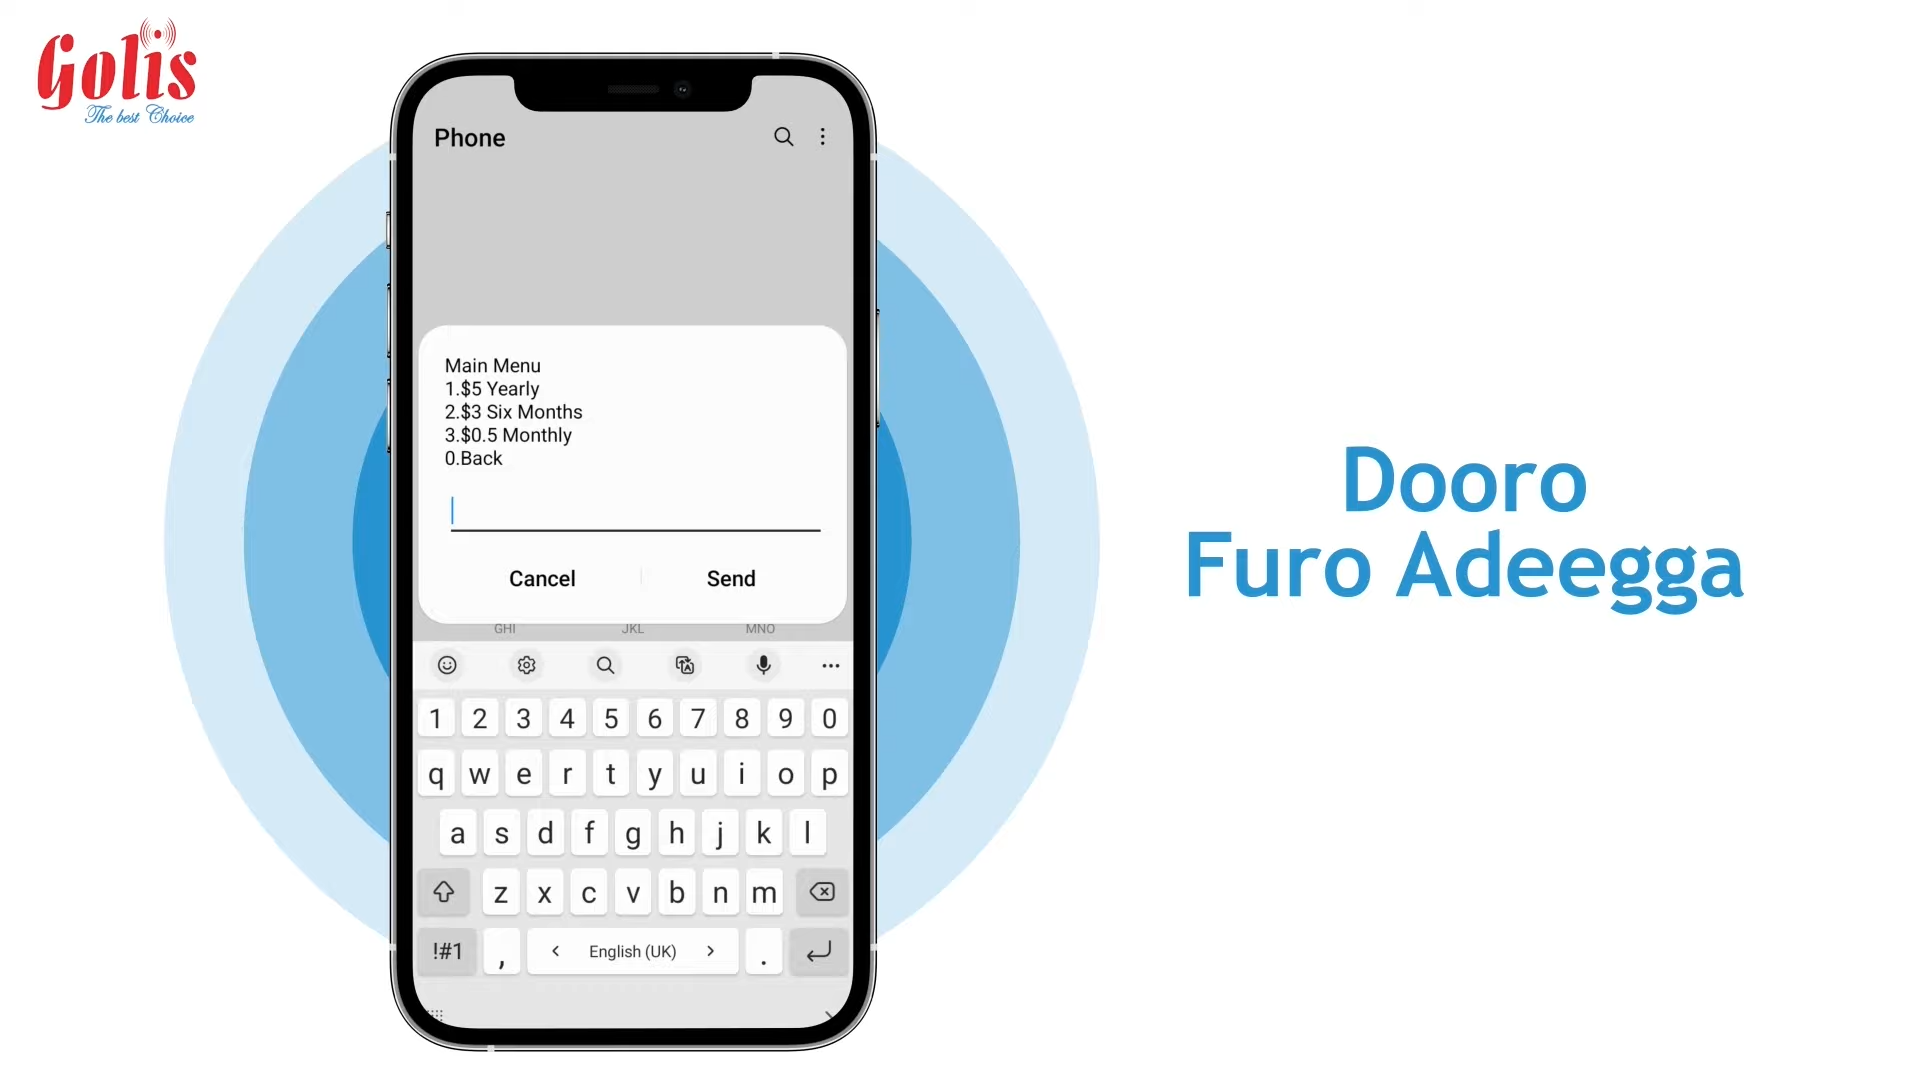 Golis
The best Choice
Phone
Main Menu
1.$5 Yearly
2.$3 Six Months
3.$0.5 Monthly
0.Back
Cancel Send
GHI JKL MNO
1 2 3 4 5 6 7 8 9 0
q w e r t y u i o p
a s d f g h j k l
z x c v b n m
!#1 , < English (UK) > .
Dooro
Furo Adeegga